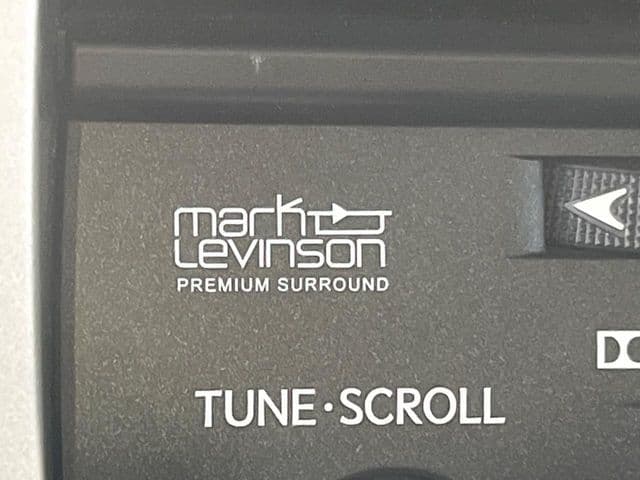 mark
Levinson
PREMIUM SURROUND
TUNE·SCROLL